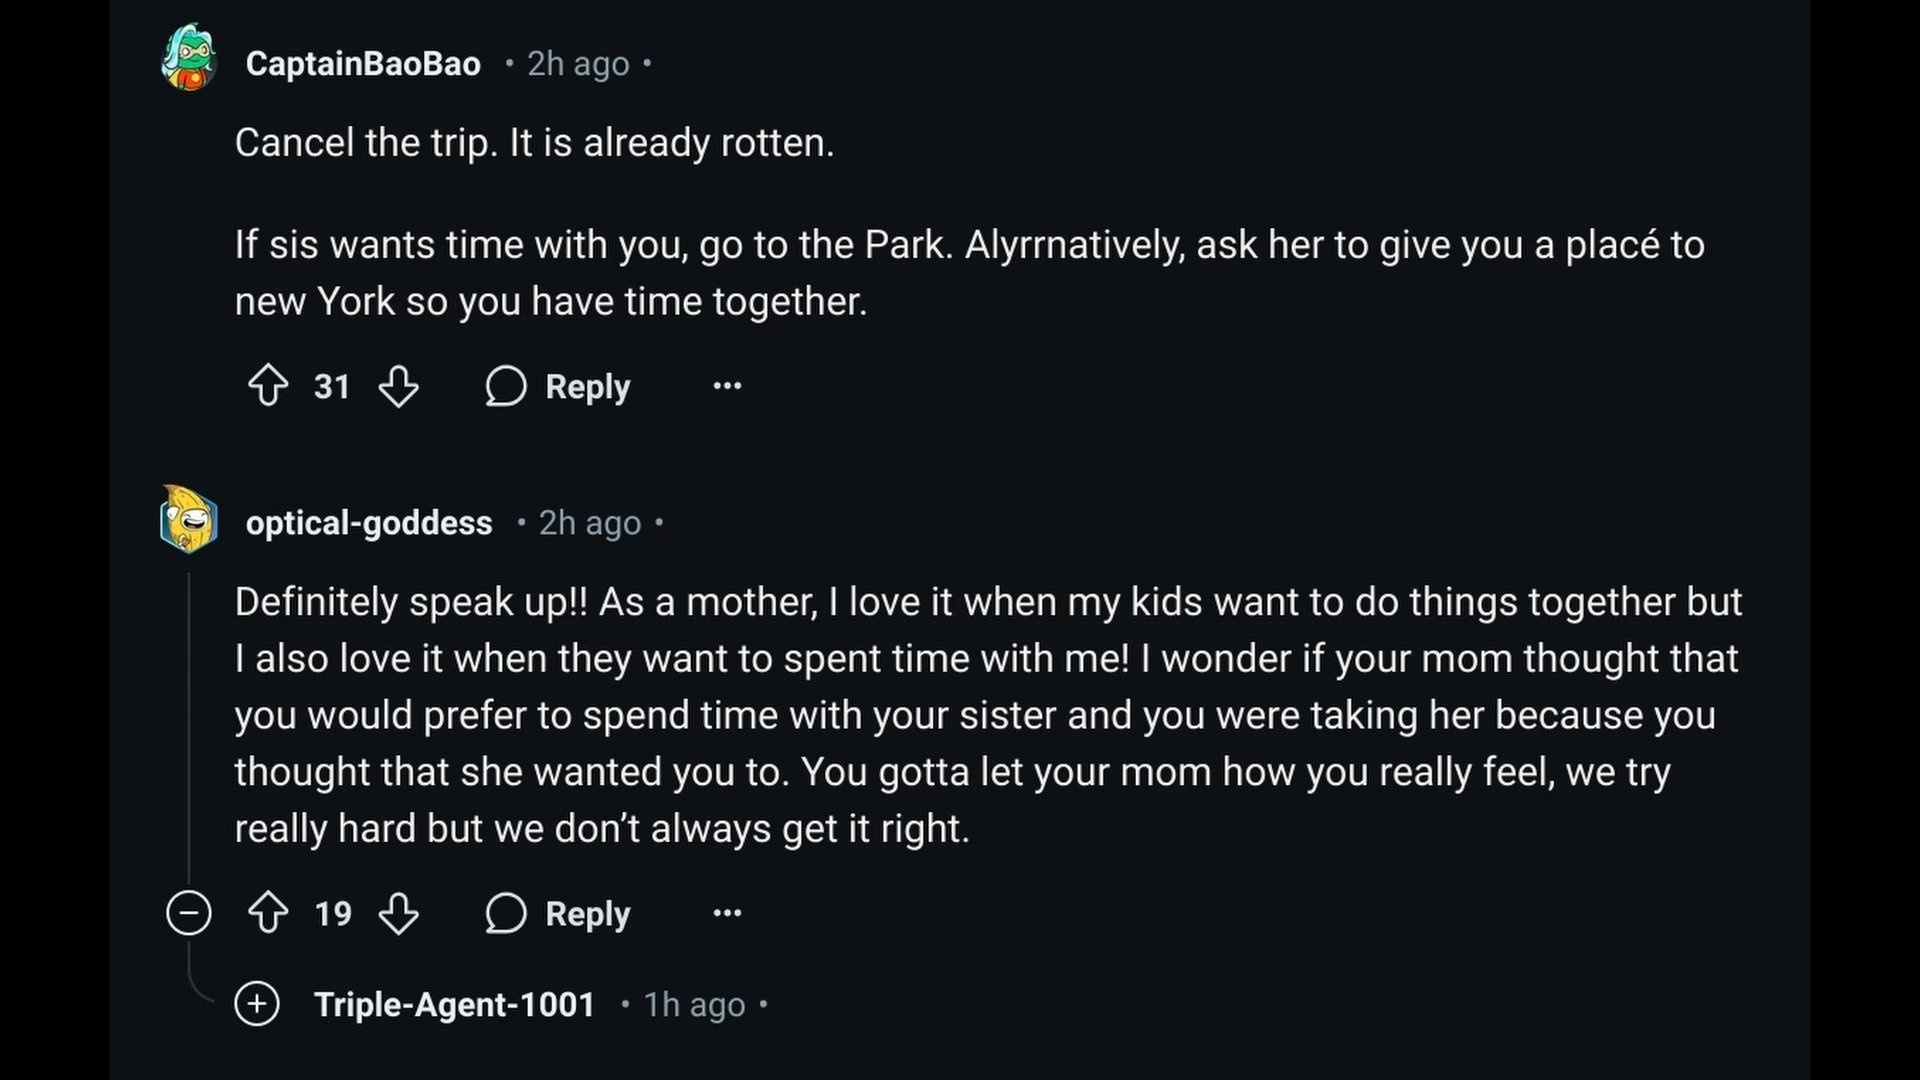 CaptainBaoBao • 2h ago •
Cancel the trip. It is already rotten.
If sis wants time with you, go to the Park. Alyrrnatively, ask her to give you a placé to
new York so you have time together.
31 Reply ...
optical-goddess • 2h ago •
Definitely speak up!! As a mother, I love it when my kids want to do things together but
I also love it when they want to spent time with me! I wonder if your mom thought that
you would prefer to spend time with your sister and you were taking her because you
thought that she wanted you to. You gotta let your mom how you really feel, we try
really hard but we don’t always get it right.
19 Reply ...
Triple-Agent-1001 • 1h ago •